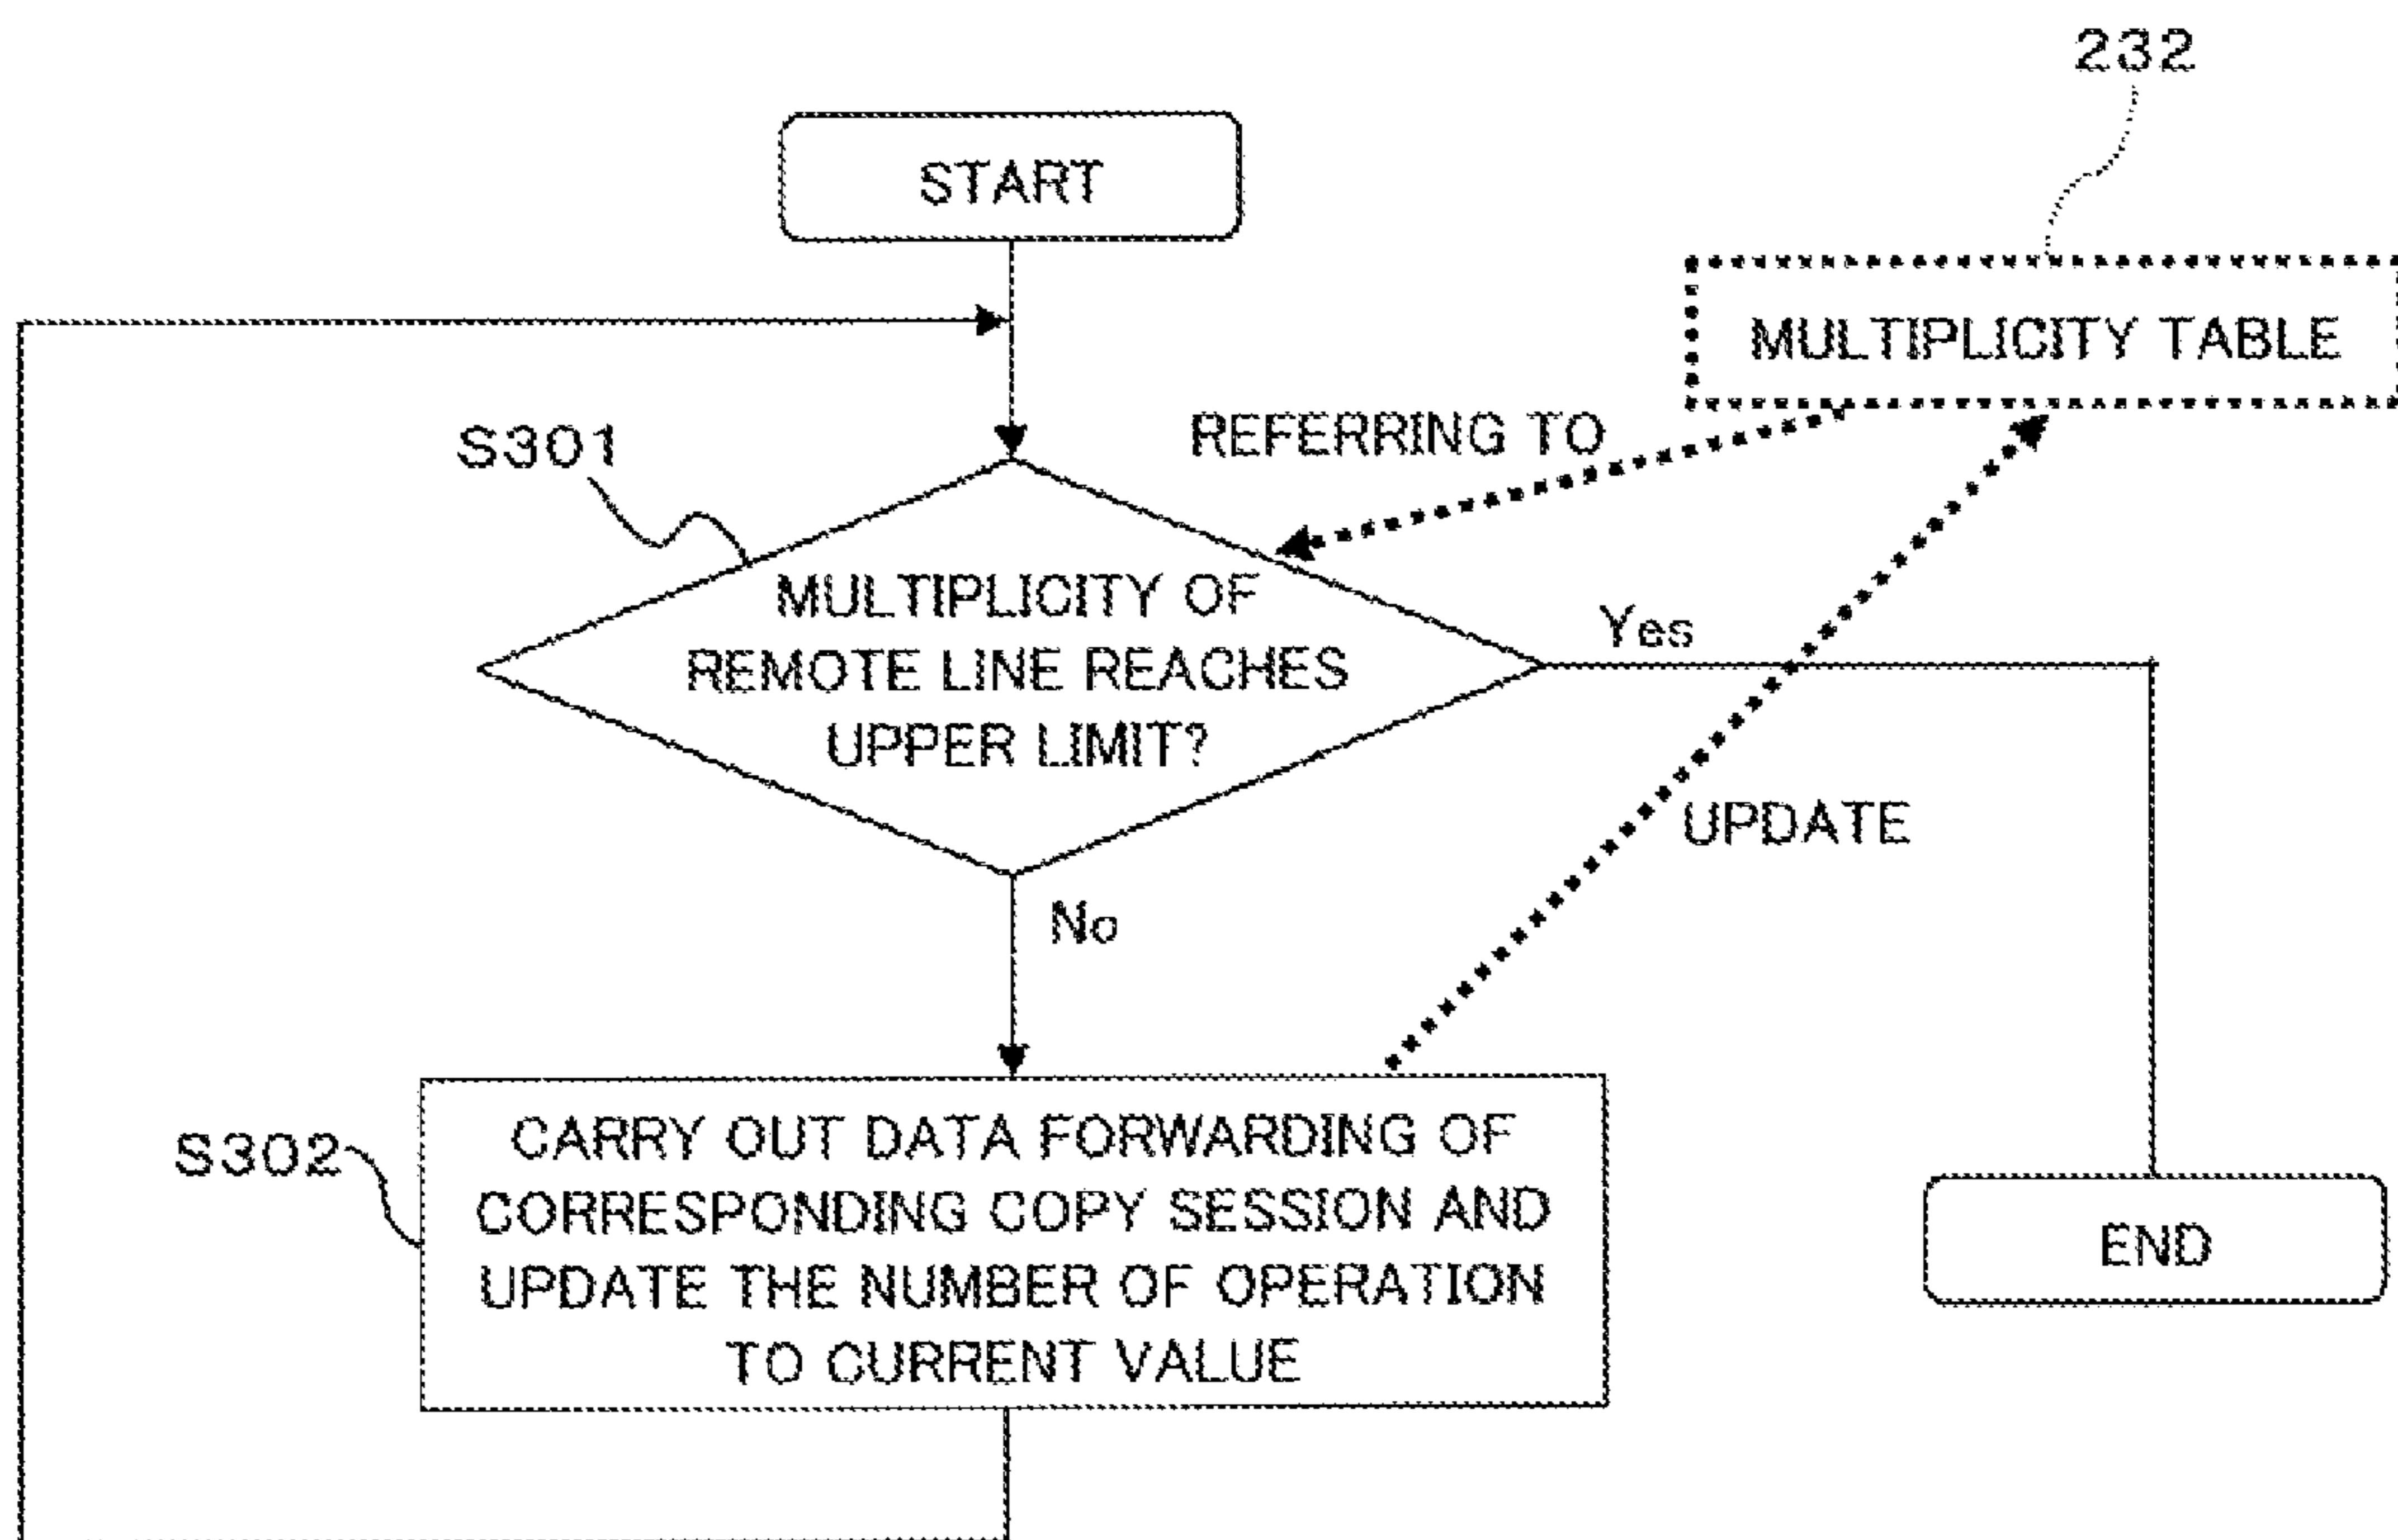 232
START
MULTIPLICITY TABLE
REFERRING TO
S301
MULTIPLICITY OF
REMOTE LINE REACHES
UPPER LIMIT?
Yes
UPDATE
No
S302
CARRY OUT DATA FORWARDING OF
CORRESPONDING COPY SESSION AND
UPDATE THE NUMBER OF OPERATION
TO CURRENT VALUE
END